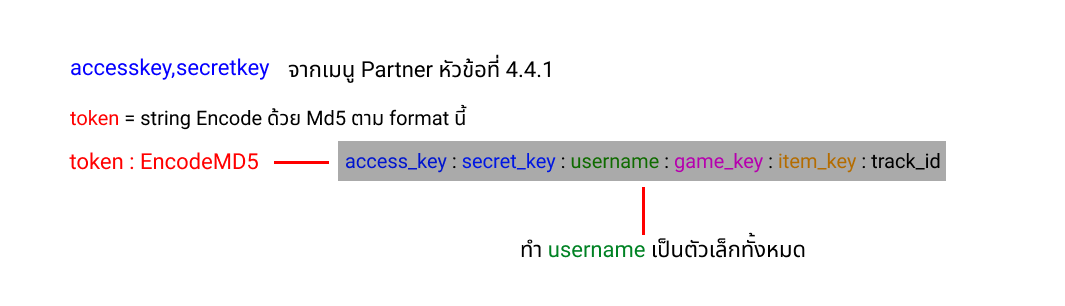 accesskey,secretkey จากเมนู Partner หัวข้อที่ 4.4.1
token = string Encode ด้วย Md5 ตาม format นี้
token : EncodeMD5 access_key : secret_key : username : game_key : item_key : track_id
ทำ username เป็นตัวเล็กทั้งหมด